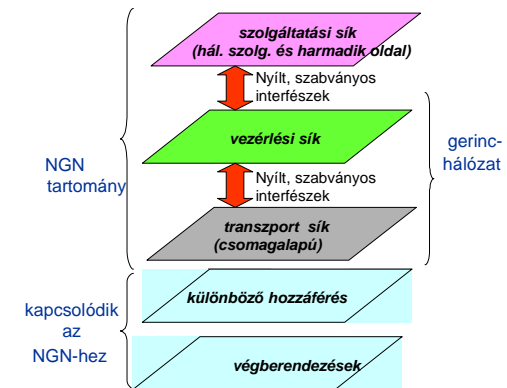 szolgáltatási sík
(hál. szolg. és harmadik oldal)
Nyílt, szabványos
interfészek
vezérlési sík
gerinc-
hálózat
NGN
tartomány
Nyílt, szabványos
interfészek
transzport sík
(csomagalapú)
különböző hozzáférés
kapcsolódik
az
NGN-hez
végberendezések